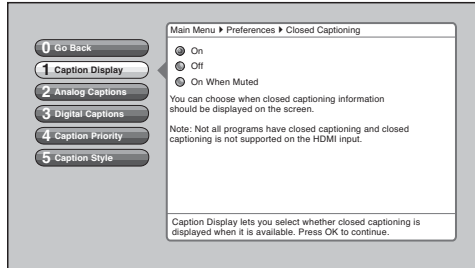 Main Menu ▶ Preferences ▶ Closed Captioning
0 Go Back
1 Caption Display
2 Analog Captions
3 Digital Captions
4 Caption Priority
5 Caption Style
On
Off
On When Muted
You can choose when closed captioning information
should be displayed on the screen.
Note: Not all programs have closed captioning and closed
captioning is not supported on the HDMI input.
Caption Display lets you select whether closed captioning is
displayed when it is available. Press OK to continue.